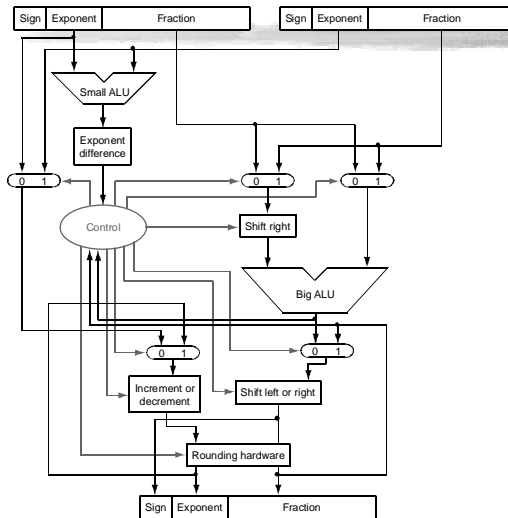 Sign Exponent Fraction Sign Exponent Fraction
Small ALU
Exponent
difference
0 1 0 1 0 1
Control
Shift right
Big ALU
0 1 0 1
Increment or
decrement
Shift left or right
Rounding hardware
Sign Exponent Fraction